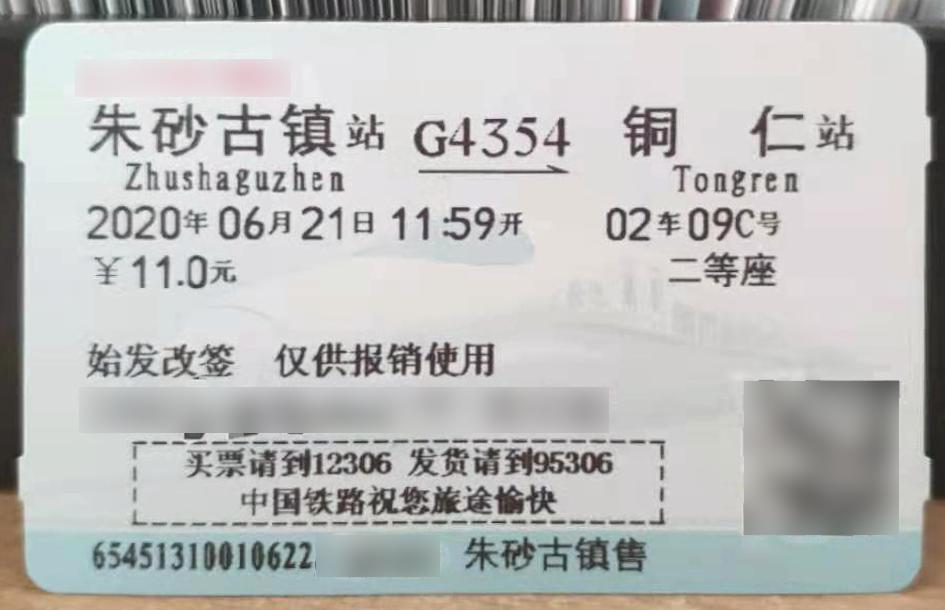 朱砂古镇站 G4354 铜仁站
Zhushaguzhen Tongren
2020年06月21日11:59开 02车09C号
￥11.0元 二等座
始发改签 仅供报销使用
买票请到12306 发货请到95306
中国铁路祝您旅途愉快
65451310010622 朱砂古镇售